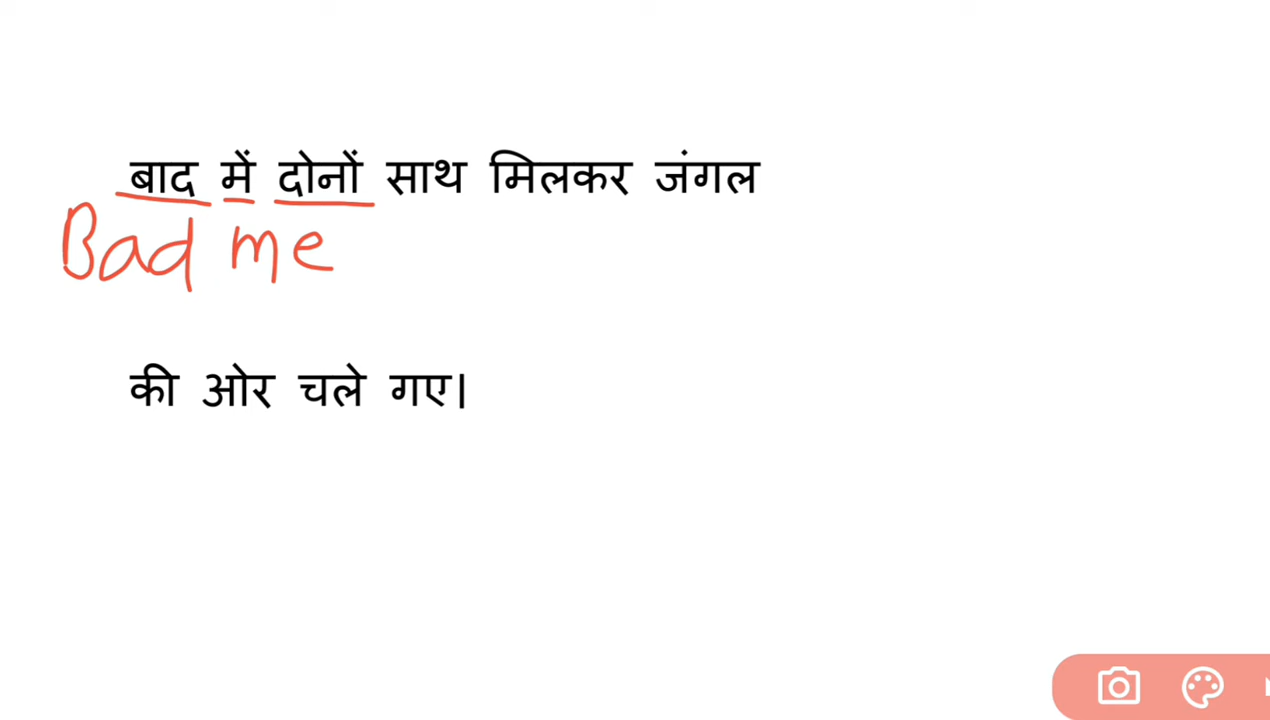 बाद में दोनों साथ मिलकर जंगल
Bad me
की ओर चले गए।